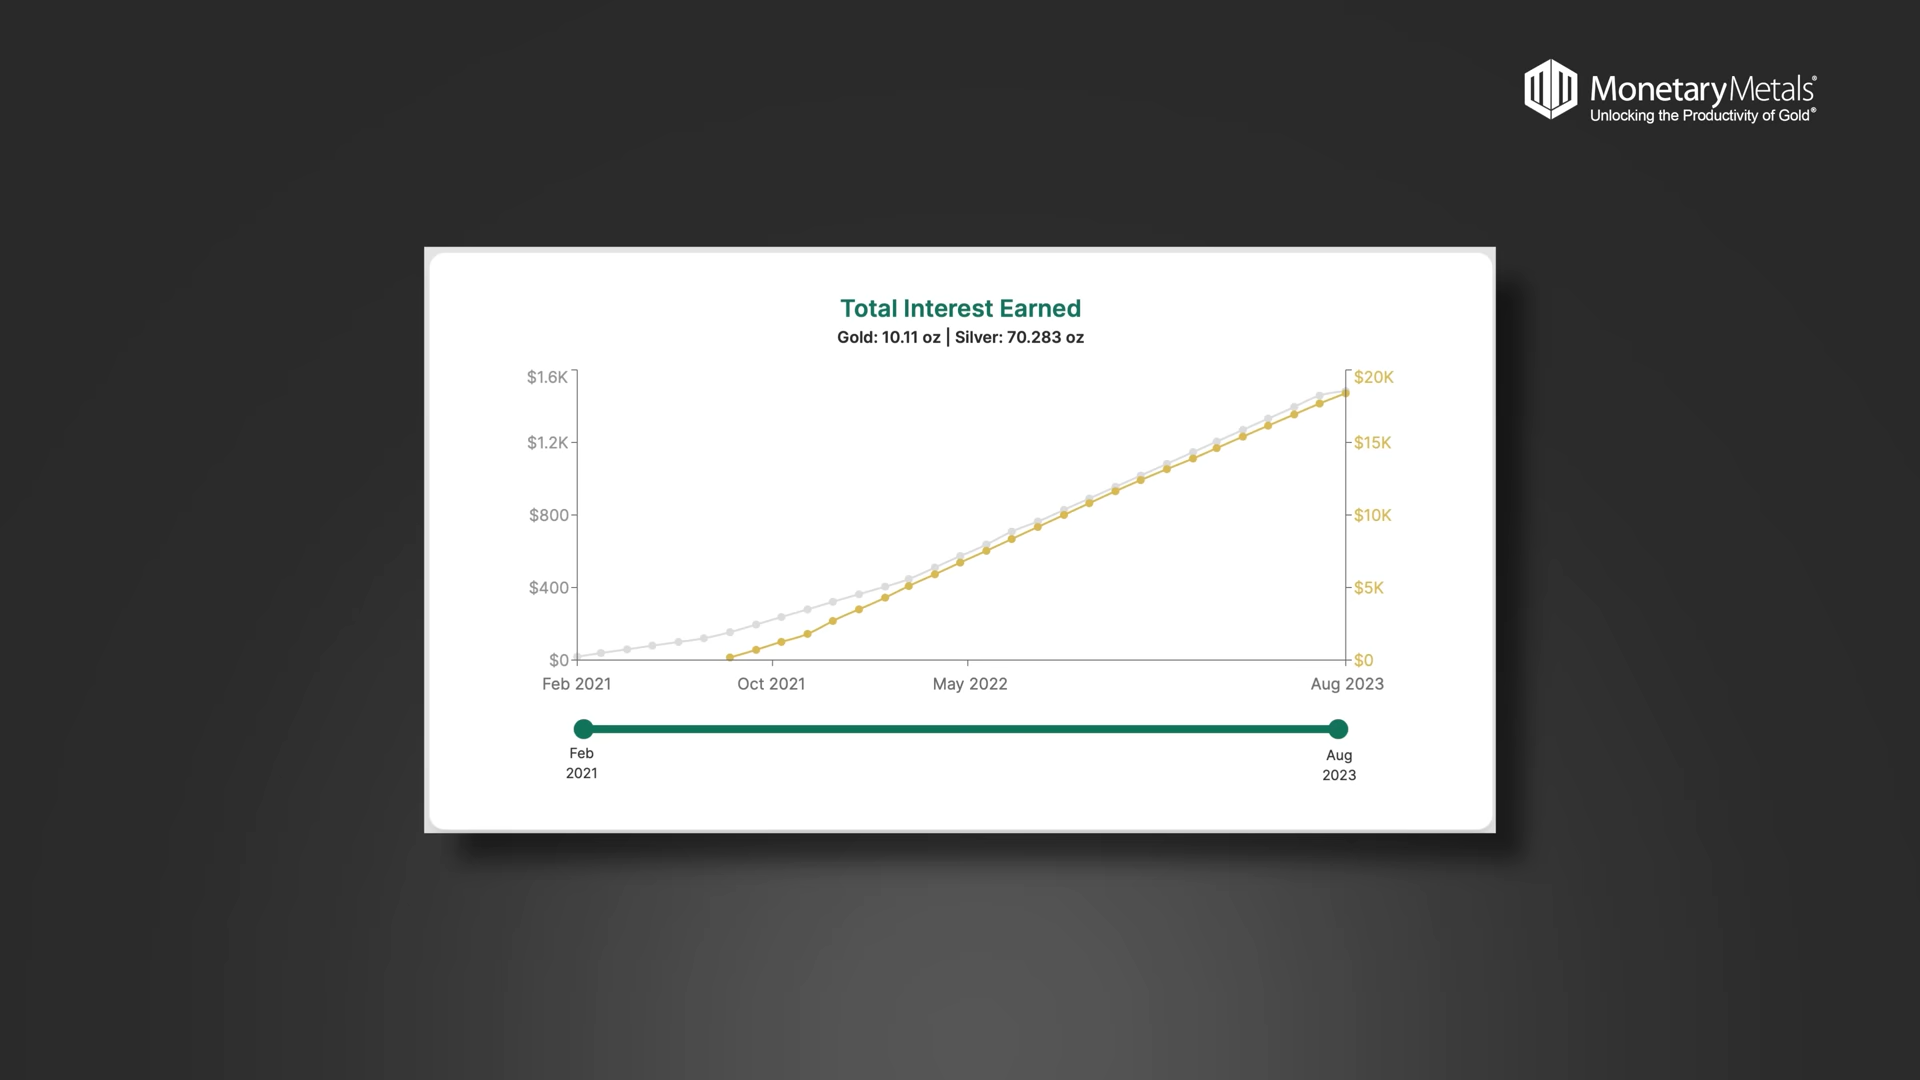 MonetaryMetals®
Unlocking the Productivity of Gold®
Total Interest Earned
Gold: 10.11 oz | Silver: 70.283 oz
$1.6K
$1.2K
$800
$400
$0
$20K
$15K
$10K
$5K
$0
Feb 2021
Oct 2021
May 2022
Aug 2023
Feb
2021
Aug
2023